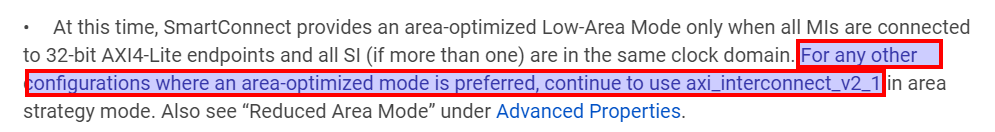 • At this time, SmartConnect provides an area-optimized Low-Area Mode only when all MIs are connected
to 32-bit AXI4-Lite endpoints and all SI (if more than one) are in the same clock domain. For any other
configurations where an area-optimized mode is preferred, continue to use axi_interconnect_v2_1 in area
strategy mode. Also see “Reduced Area Mode” under Advanced Properties.